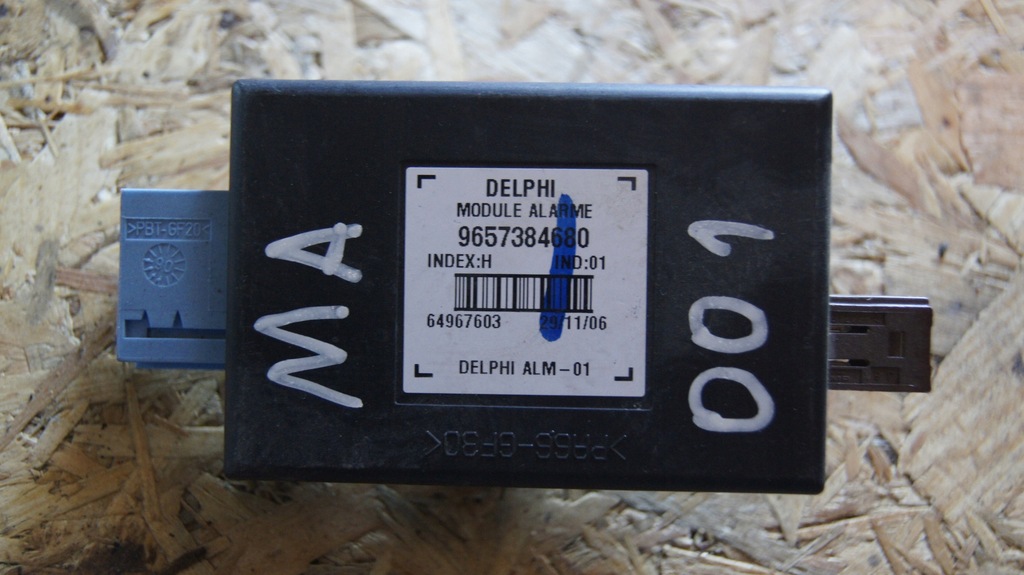 >PBT-GF20<
MA
DELPHI
MODULE ALARME
9657384680
INDEX:H IND:01
64967603 29/11/06
DELPHI ALM-01
001
>PA66-GF30<